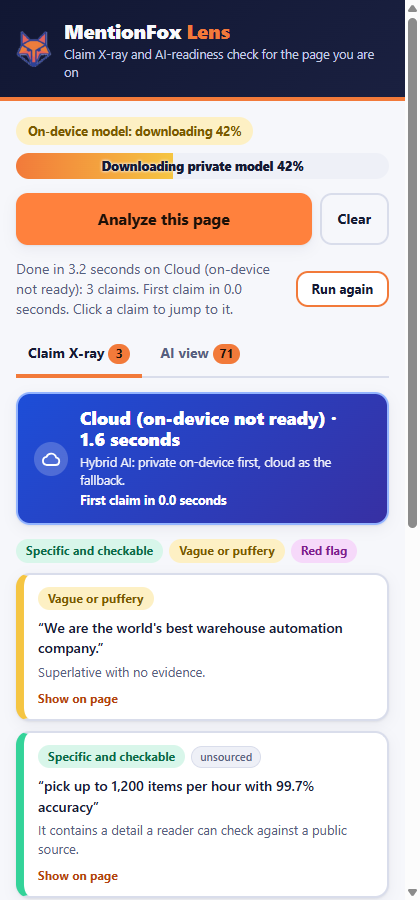 MentionFox Lens
Claim X-ray and AI-readiness check for the page you are
on
On-device model: downloading 42%
Downloading private model 42%
Analyze this page
Clear
Done in 3.2 seconds on Cloud (on-device
not ready): 3 claims. First claim in 0.0
seconds. Click a claim to jump to it.
Run again
Claim X-ray 3
AI view 71
Cloud (on-device not ready) ·
1.6 seconds
Hybrid AI: private on-device first, cloud as the
fallback.
First claim in 0.0 seconds
Specific and checkable
Vague or puffery
Red flag
Vague or puffery
“We are the world's best warehouse automation
company.”
Superlative with no evidence.
Show on page
Specific and checkable
unsourced
“pick up to 1,200 items per hour with 99.7%
accuracy”
It contains a detail a reader can check against a public
source.
Show on page